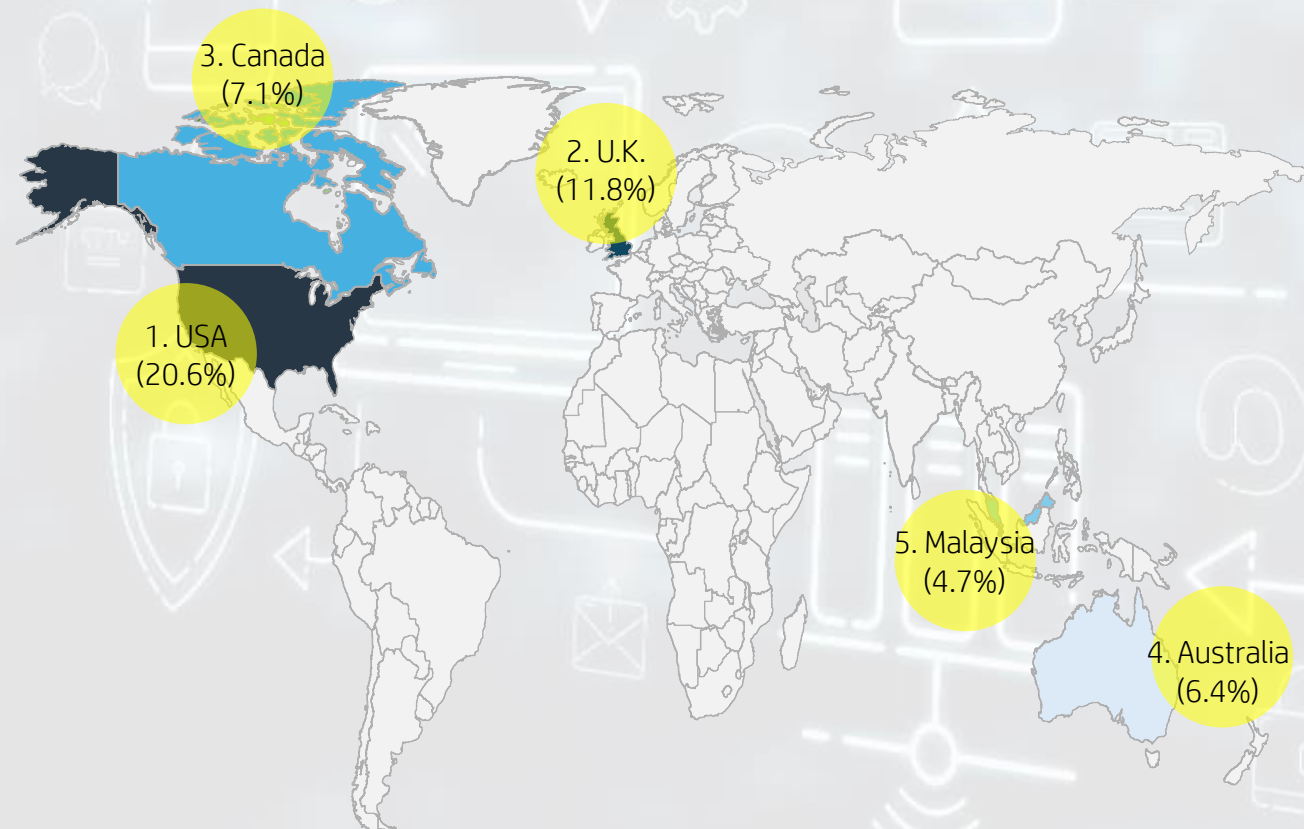 3. Canada
(7.1%)
2. U.K.
(11.8%)
1. USA
(20.6%)
5. Malaysia
(4.7%)
4. Australia
(6.4%)